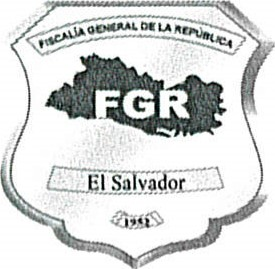 FISCALÍA GENERAL DE LA REPÚBLICA
FGR
El Salvador
1952